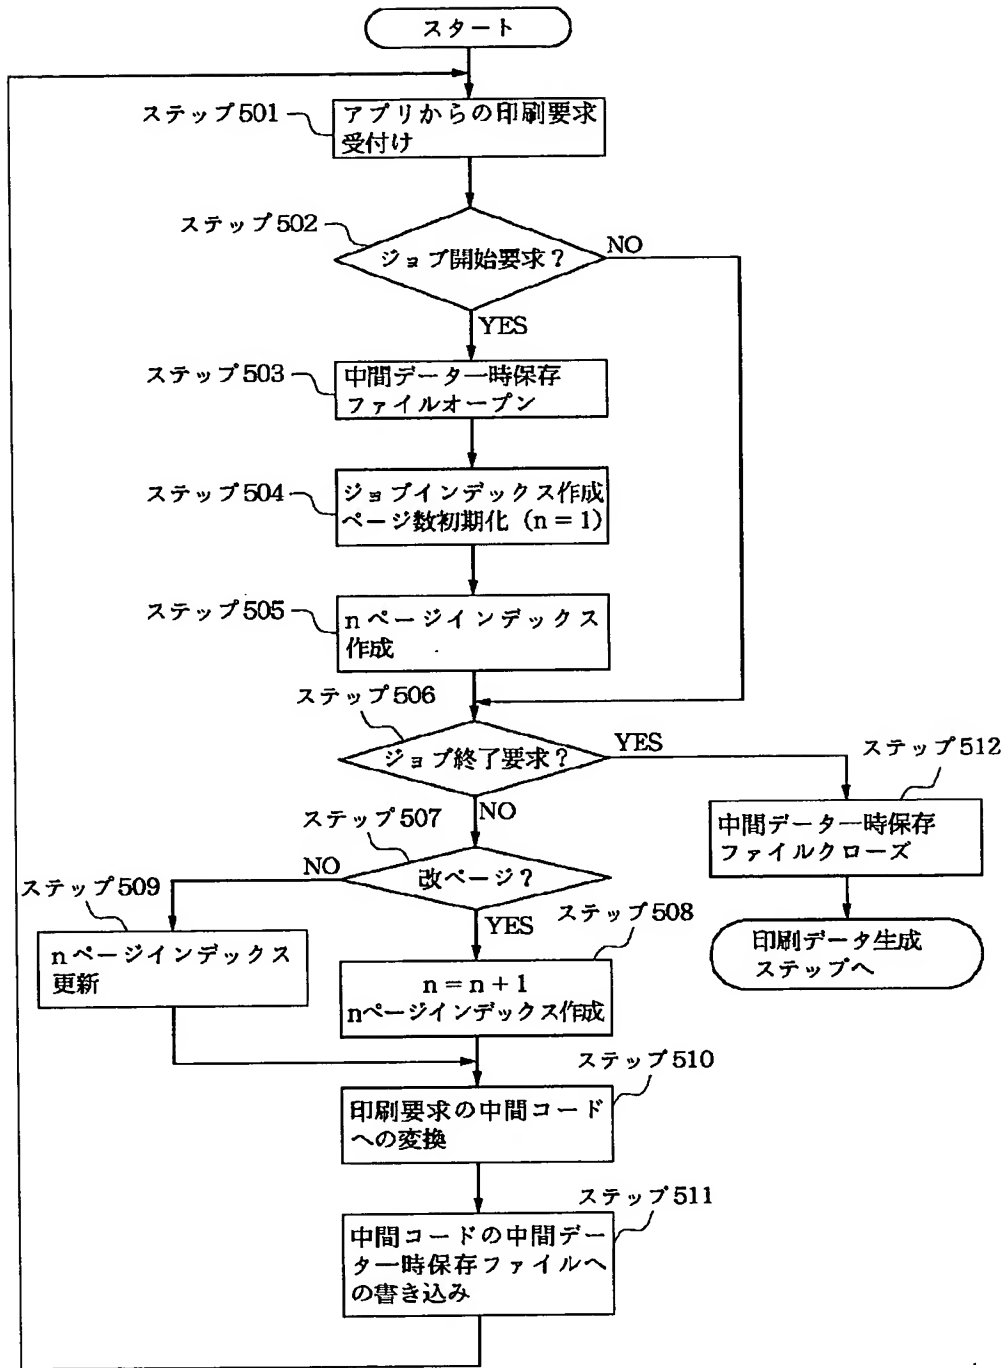 スタート
ステップ501
アプリからの印刷要求
受付け
ステップ502
ジョブ開始要求？
NO
YES
ステップ503
中間データ一時保存
ファイルオープン
ステップ504
ジョブインデックス作成
ページ数初期化（n＝1）
ステップ505
nページインデックス
作成
ステップ506
ジョブ終了要求？
YES
ステップ512
NO
中間データ一時保存
ファイルクローズ
ステップ507
改ページ？
NO
YES
ステップ509
ステップ508
印刷データ生成
ステップへ
nページインデックス
更新
n＝n＋1
nページインデックス作成
ステップ510
印刷要求の中間コード
への変換
ステップ511
中間コードの中間デー
タ一時保存ファイルへ
の書き込み